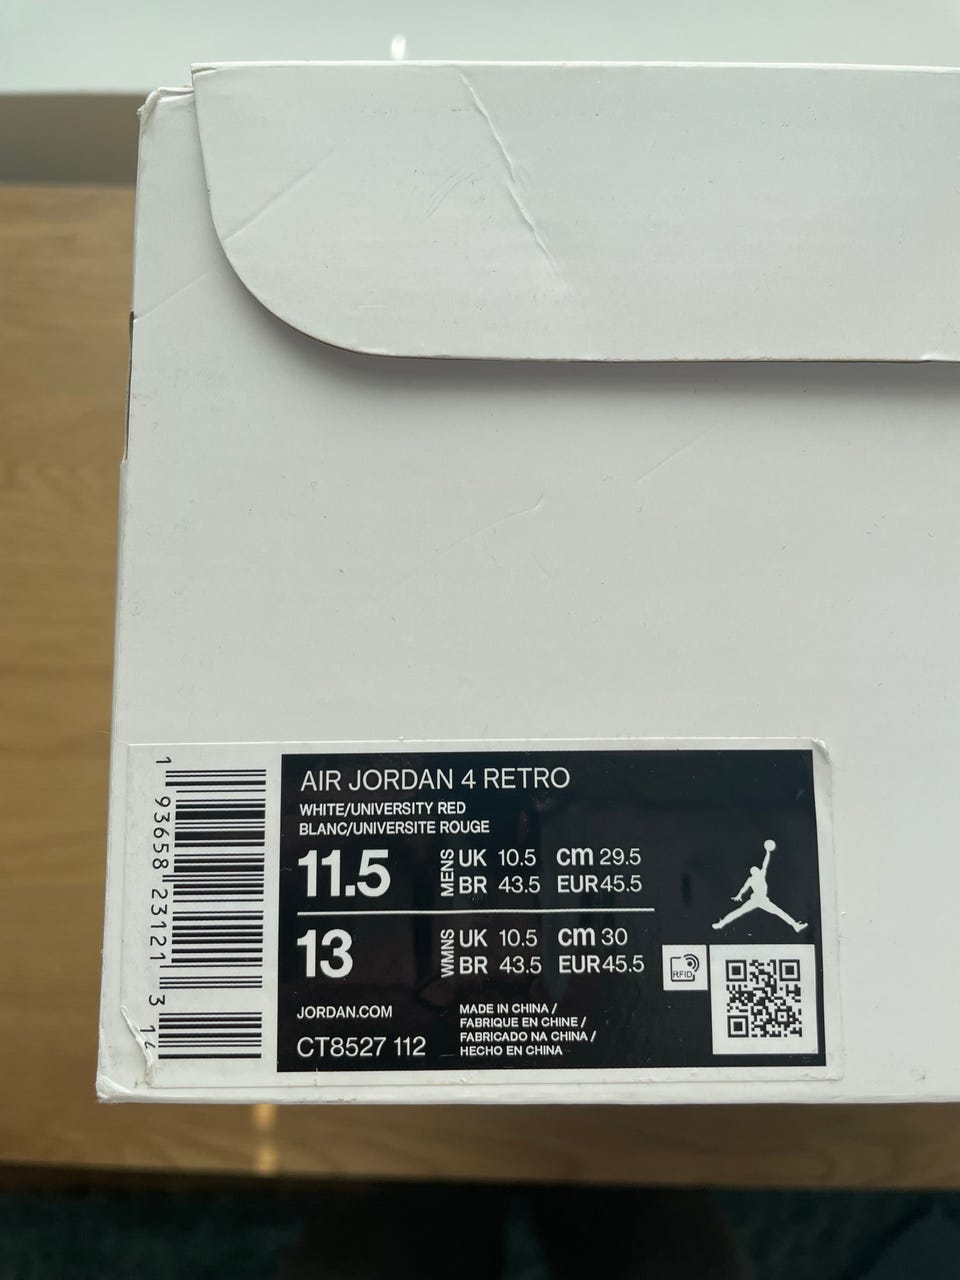 AIR JORDAN 4 RETRO
WHITE/UNIVERSITY RED
BLANC/UNIVERSITE ROUGE
11.5 MENS UK 10.5 cm 29.5
BR 43.5 EUR 45.5
13 WMNS UK 10.5 cm 30
BR 43.5 EUR 45.5
RFID
JORDAN.COM
CT8527 112
MADE IN CHINA /
FABRIQUE EN CHINE /
FABRICADO NA CHINA /
HECHO EN CHINA
1 93658 23121 3